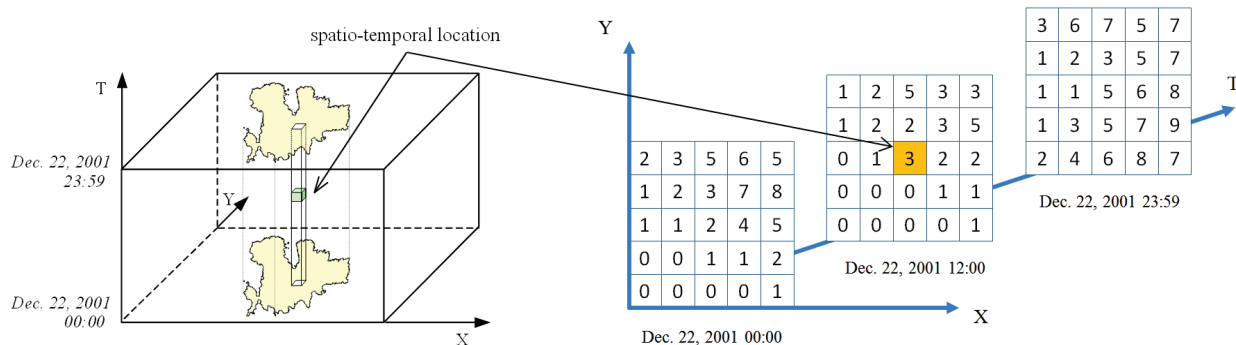 spatio-temporal location
T
Dec. 22, 2001
23:59
Y
Dec. 22, 2001
00:00
X
Y
2 3 5 6 5
1 2 3 7 8
1 1 2 4 5
0 0 1 1 2
0 0 0 0 1
Dec. 22, 2001 00:00
1 2 5 3 3
1 2 2 3 5
0 1 3 2 2
0 0 0 1 1
0 0 0 0 1
Dec. 22, 2001 12:00
3 6 7 5 7
1 2 3 5 7
1 1 5 6 8
1 3 5 7 9
2 4 6 8 7
Dec. 22, 2001 23:59
T
X